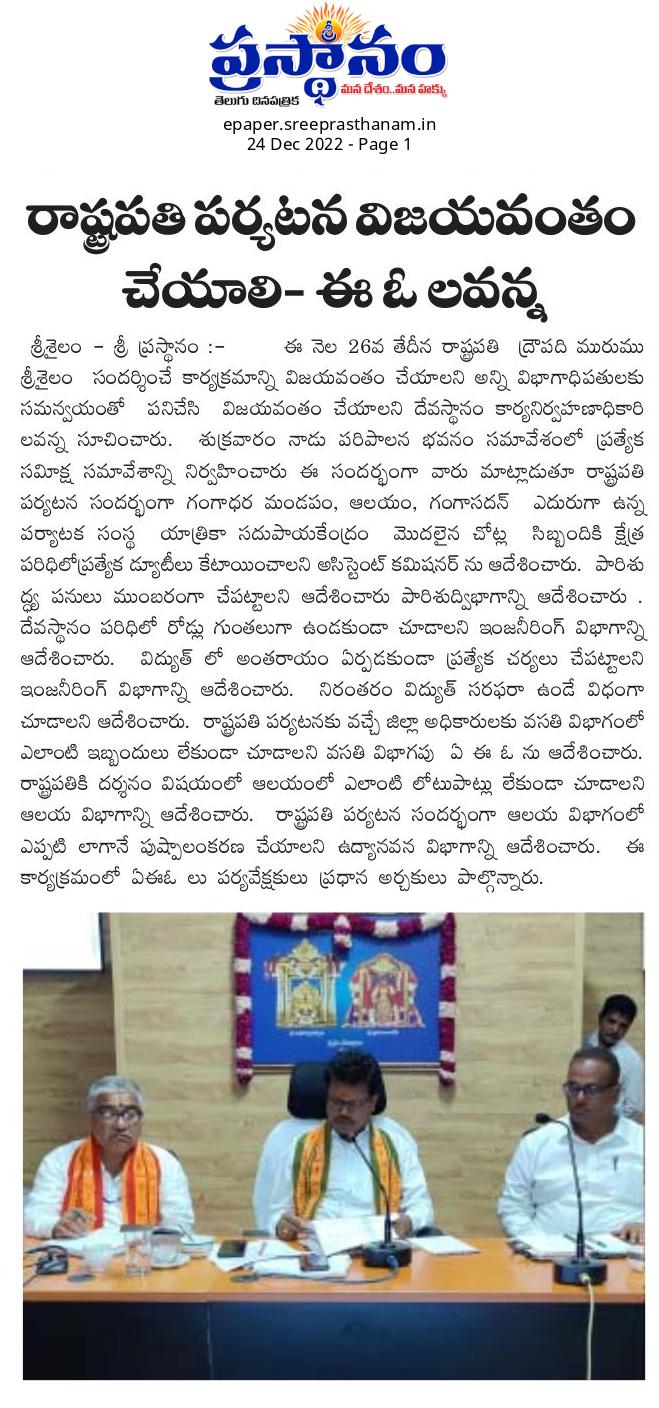 శ్రీ
ప్రస్థానం
తెలుగు దినపత్రిక
మన దేశం..మన హక్కు
epaper.sreeprasthanam.in
24 Dec 2022 - Page 1
రాష్ట్రపతి పర్యటన విజయవంతం
చేయాలి- ఈ ఓ లవన్న
శ్రీశైలం - శ్రీ ప్రస్థానం :- ఈ నెల 26వ తేదీన రాష్ట్రపతి ద్రౌపది మురుము
శ్రీశైలం సందర్శించే కార్యక్రమాన్ని విజయవంతం చేయాలని అన్ని విభాగాధిపతులకు
సమన్వయంతో పనిచేసి విజయవంతం చేయాలని దేవస్థానం కార్యనిర్వహణాధికారి
లవన్న సూచించారు. శుక్రవారం నాడు పరిపాలన భవనం సమావేశంలో ప్రత్యేక
సమీక్ష సమావేశాన్ని నిర్వహించారు ఈ సందర్భంగా వారు మాట్లాడుతూ రాష్ట్రపతి
పర్యటన సందర్భంగా గంగాధర మండపం, ఆలయం, గంగాసదన్ ఎదురుగా ఉన్న
పర్యాటక సంస్థ యాత్రికా సదుపాయకేంద్రం మొదలైన చోట్ల సిబ్బందికి క్షేత్ర
పరిధిలోప్రత్యేక డ్యూటీలు కేటాయించాలని అసిస్టెంట్ కమిషనర్ ను ఆదేశించారు. పారిశు
ద్ధ్య పనులు ముంబరంగా చేపట్టాలని ఆదేశించారు పారిశుద్విభాగాన్ని ఆదేశించారు .
దేవస్థానం పరిధిలో రోడ్లు గుంతలుగా ఉండకుండా చూడాలని ఇంజనీరింగ్ విభాగాన్ని
ఆదేశించారు. విద్యుత్ లో అంతరాయం ఏర్పడకుండా ప్రత్యేక చర్యలు చేపట్టాలని
ఇంజనీరింగ్ విభాగాన్ని ఆదేశించారు. నిరంతరం విద్యుత్ సరఫరా ఉండే విధంగా
చూడాలని ఆదేశించారు. రాష్ట్రపతి పర్యటనకు వచ్చే జిల్లా అధికారులకు వసతి విభాగంలో
ఎలాంటి ఇబ్బందులు లేకుండా చూడాలని వసతి విభాగపు ఏ ఈ ఓ ను ఆదేశించారు.
రాష్ట్రపతికి దర్శనం విషయంలో ఆలయంలో ఎలాంటి లోటుపాట్లు లేకుండా చూడాలని
ఆలయ విభాగాన్ని ఆదేశించారు. రాష్ట్రపతి పర్యటన సందర్భంగా ఆలయ విభాగంలో
ఎప్పటి లాగానే పుష్పాలంకరణ చేయాలని ఉద్యానవన విభాగాన్ని ఆదేశించారు. ఈ
కార్యక్రమంలో ఏఈఓ లు పర్యవేక్షకులు ప్రధాన అర్చకులు పాల్గొన్నారు.